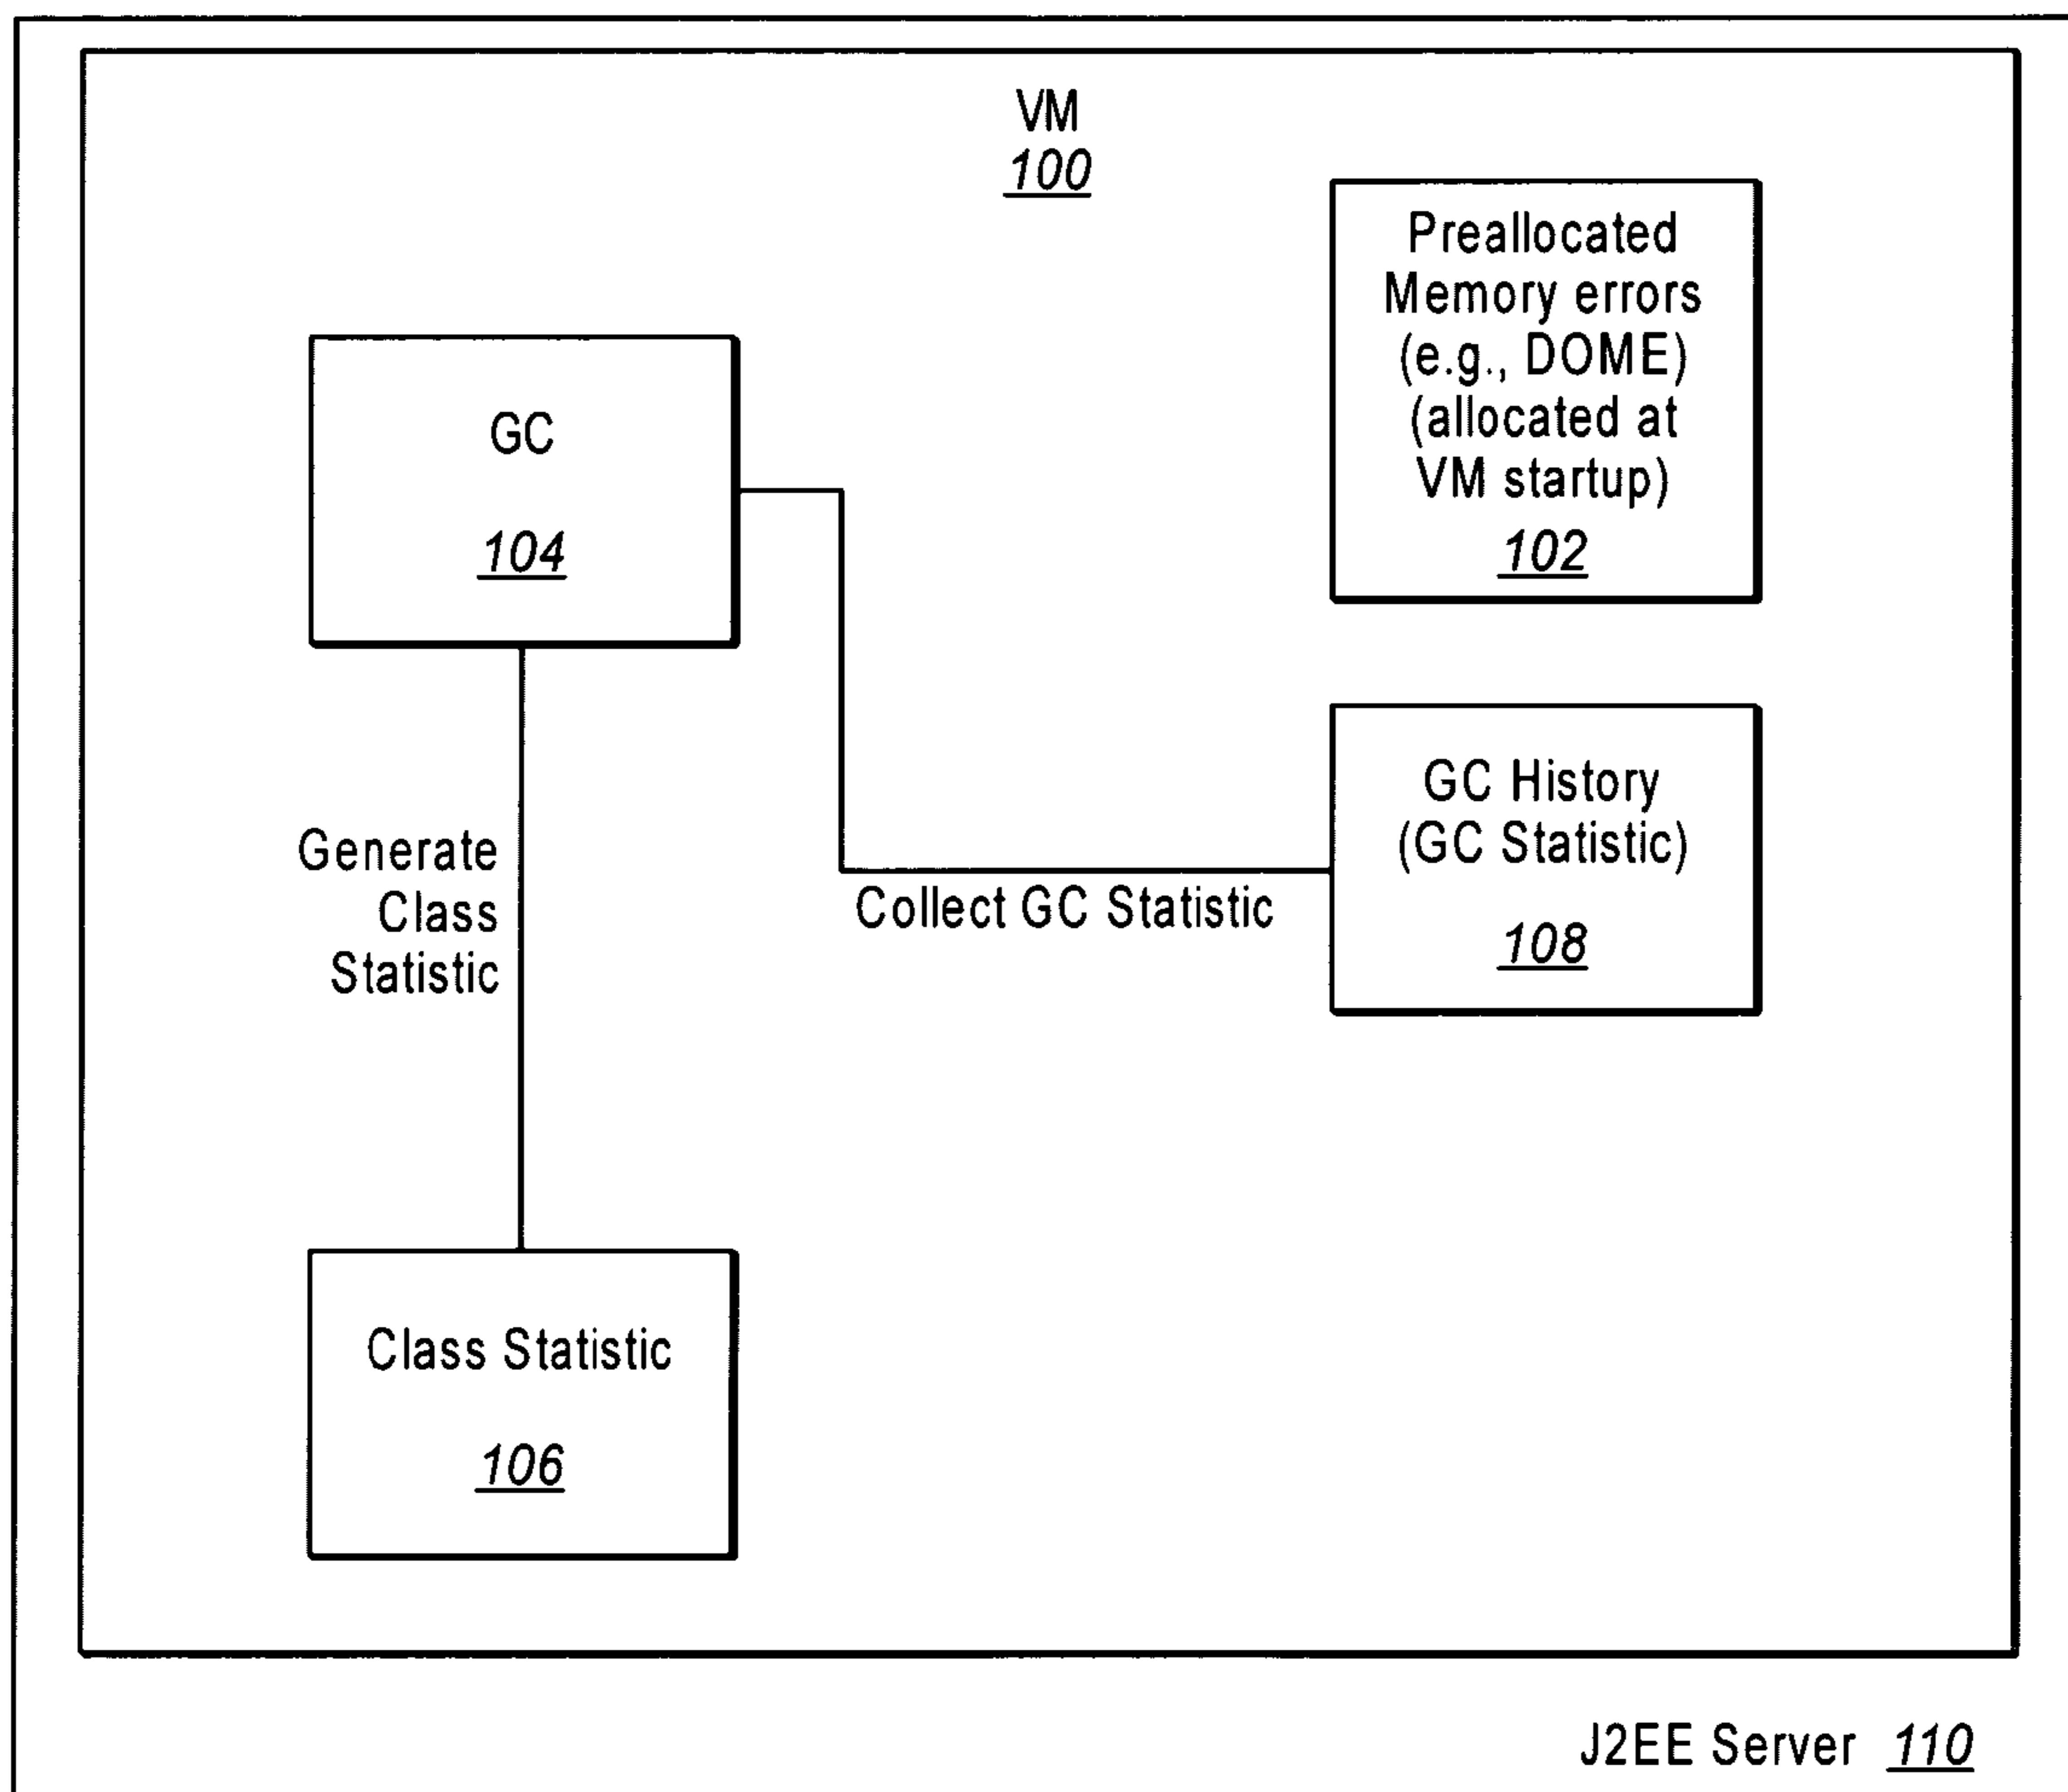 VM
100
Preallocated
Memory errors
(e.g., DOME)
(allocated at
VM startup)
102
GC
104
GC History
(GC Statistic)
108
Generate
Class
Statistic
Collect GC Statistic
Class Statistic
106
J2EE Server 110